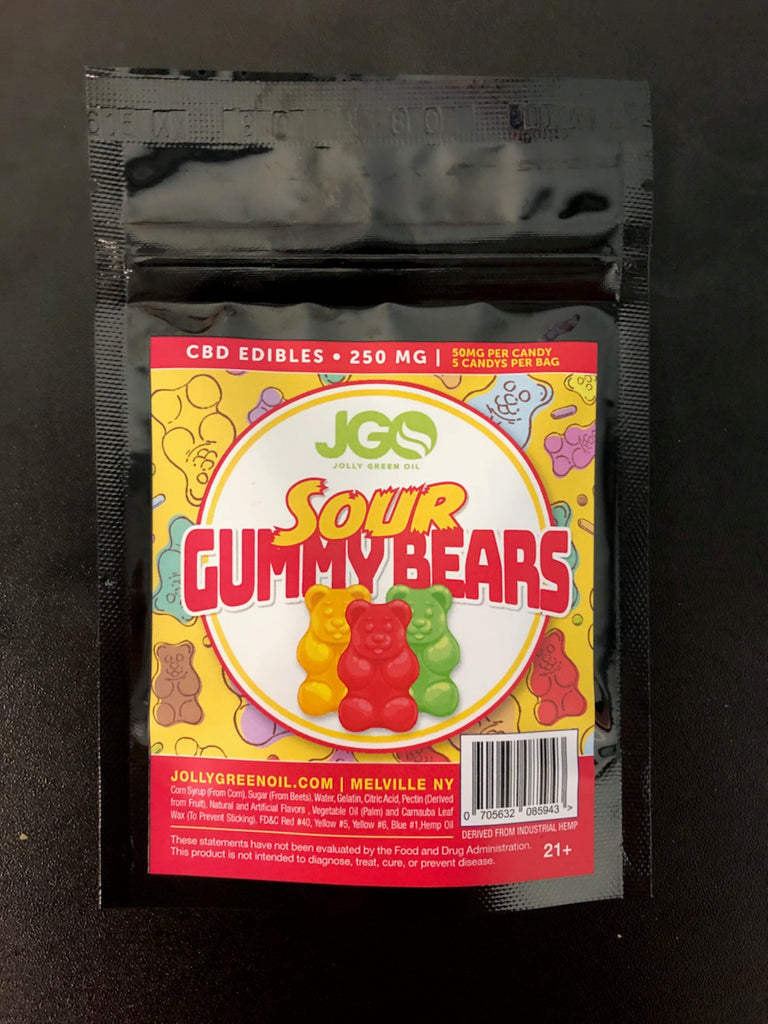 CBD EDIBLES • 250 MG |
50MG PER CANDY
5 CANDYS PER BAG
JGO
JOLLY GREEN OIL
SOUR
GUMMY BEARS
JOLLYGREENOIL.COM | MELVILLE NY
Corn Syrup (From Corn), Sugar (From Beets), Water, Gelatin, Citric Acid, Pectin (Derived
from Fruit), Natural and Artificial Flavors , Vegetable Oil (Palm) and Carnauba Leaf
Wax (To Prevent Sticking). FD&C Red #40, Yellow #5, Yellow #6, Blue #1,Hemp Oil
0 705632 085943 >
DERIVED FROM INDUSTRIAL HEMP
These statements have not been evaluated by the Food and Drug Administration.
This product is not intended to diagnose, treat, cure, or prevent disease.
21+